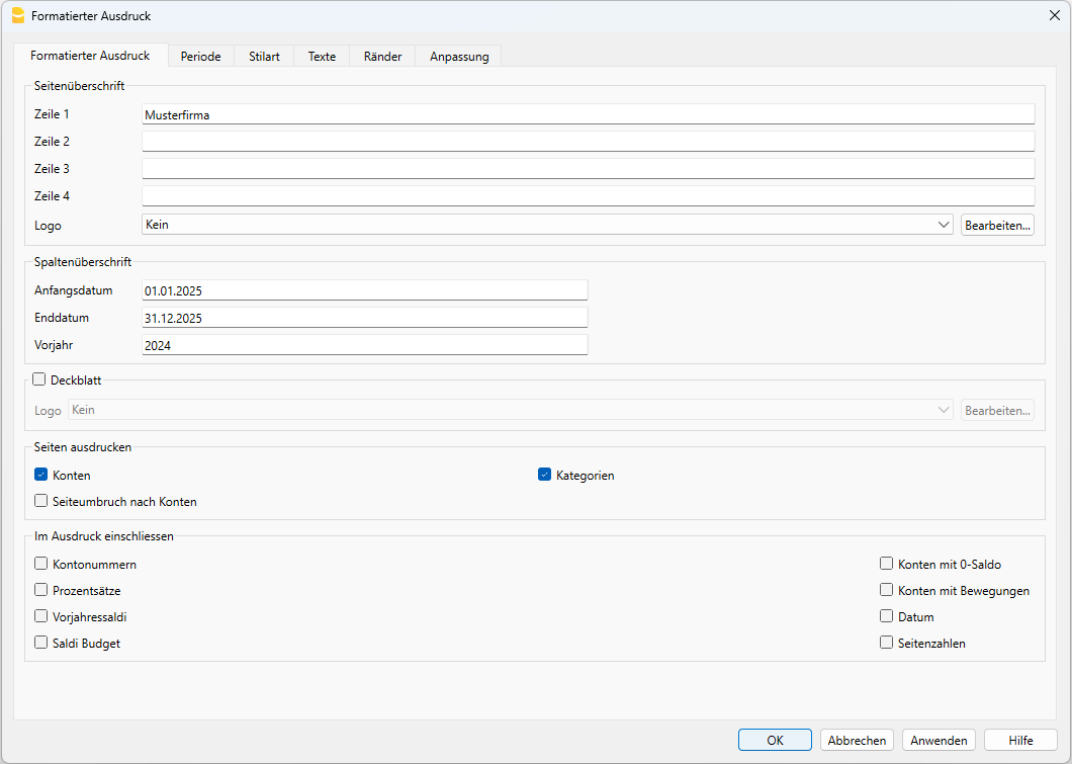 Formatierter Ausdruck
Formatierter Ausdruck Periode Stilart Texte Ränder Anpassung
Seitenüberschrift
Zeile 1 Musterfirma
Zeile 2
Zeile 3
Zeile 4
Logo Kein Bearbeiten...
Spaltenüberschrift
Anfangsdatum 01.01.2025
Enddatum 31.12.2025
Vorjahr 2024
Deckblatt
Logo Kein Bearbeiten...
Seiten ausdrucken
Konten Kategorien
Seiteumbruch nach Konten
Im Ausdruck einschliessen
Kontonummern Konten mit 0-Saldo
Prozentsätze Konten mit Bewegungen
Vorjahressaldi Datum
Saldi Budget Seitenzahlen
OK Abbrechen Anwenden Hilfe